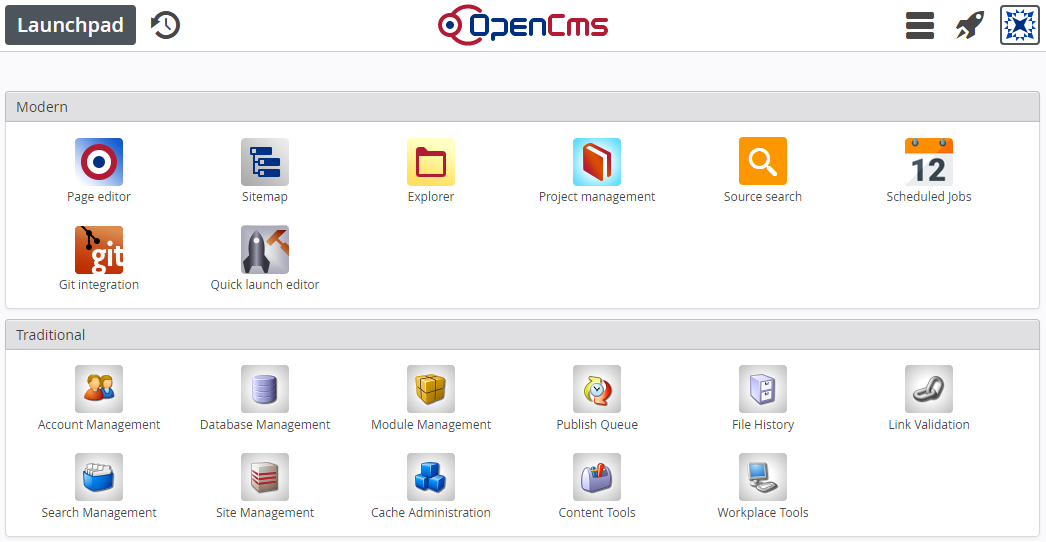 Launchpad
OpenCms
Modern
Page editor
Sitemap
Explorer
Project management
Source search
12
Scheduled Jobs
git
Git integration
Quick launch editor
Traditional
Account Management
Database Management
Module Management
Publish Queue
File History
Link Validation
Search Management
Site Management
Cache Administration
Content Tools
Workplace Tools